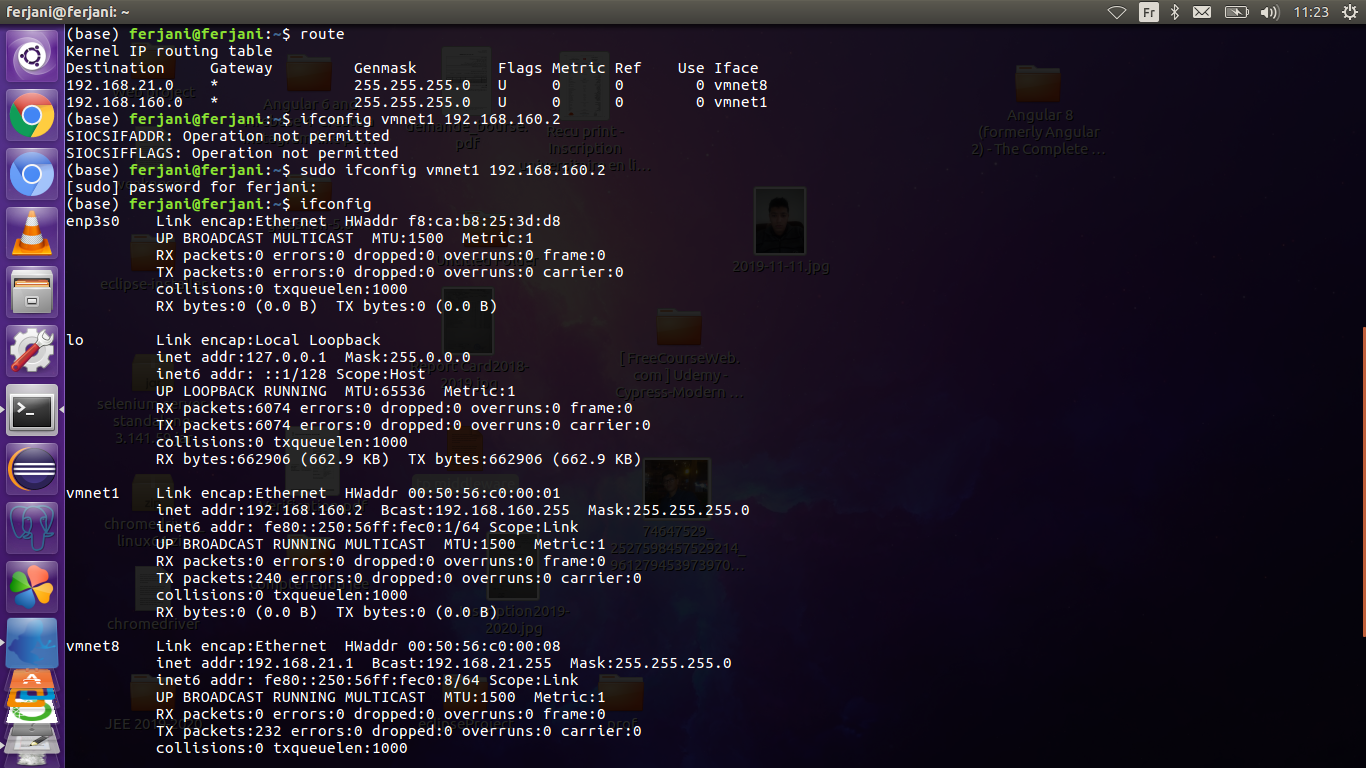 ferjani@ferjani: ~
Fr
11:23
(base) ferjani@ferjani:~$ route
Kernel IP routing table
Destination     Gateway         Genmask         Flags Metric Ref    Use Iface
192.168.21.0    *               255.255.255.0   U     0      0        0 vmnet8
192.168.160.0   *               255.255.255.0   U     0      0        0 vmnet1
(base) ferjani@ferjani:~$ ifconfig vmnet1 192.168.160.2
SIOCSIFADDR: Operation not permitted
SIOCSIFFLAGS: Operation not permitted
(base) ferjani@ferjani:~$ sudo ifconfig vmnet1 192.168.160.2
[sudo] password for ferjani:
(base) ferjani@ferjani:~$ ifconfig
enp3s0    Link encap:Ethernet  HWaddr f8:ca:b8:25:3d:d8
          UP BROADCAST MULTICAST  MTU:1500  Metric:1
          RX packets:0 errors:0 dropped:0 overruns:0 frame:0
          TX packets:0 errors:0 dropped:0 overruns:0 carrier:0
          collisions:0 txqueuelen:1000
          RX bytes:0 (0.0 B)  TX bytes:0 (0.0 B)
lo        Link encap:Local Loopback
          inet addr:127.0.0.1  Mask:255.0.0.0
          inet6 addr: ::1/128 Scope:Host
          UP LOOPBACK RUNNING  MTU:65536  Metric:1
          RX packets:6074 errors:0 dropped:0 overruns:0 frame:0
          TX packets:6074 errors:0 dropped:0 overruns:0 carrier:0
          collisions:0 txqueuelen:1000
          RX bytes:662906 (662.9 KB)  TX bytes:662906 (662.9 KB)
vmnet1    Link encap:Ethernet  HWaddr 00:50:56:c0:00:01
          inet addr:192.168.160.2  Bcast:192.168.160.255  Mask:255.255.255.0
          inet6 addr: fe80::250:56ff:fec0:1/64 Scope:Link
          UP BROADCAST RUNNING MULTICAST  MTU:1500  Metric:1
          RX packets:0 errors:0 dropped:0 overruns:0 frame:0
          TX packets:240 errors:0 dropped:0 overruns:0 carrier:0
          collisions:0 txqueuelen:1000
          RX bytes:0 (0.0 B)  TX bytes:0 (0.0 B)
vmnet8    Link encap:Ethernet  HWaddr 00:50:56:c0:00:08
          inet addr:192.168.21.1  Bcast:192.168.21.255  Mask:255.255.255.0
          inet6 addr: fe80::250:56ff:fec0:8/64 Scope:Link
          UP BROADCAST RUNNING MULTICAST  MTU:1500  Metric:1
          RX packets:0 errors:0 dropped:0 overruns:0 frame:0
          TX packets:232 errors:0 dropped:0 overruns:0 carrier:0
          collisions:0 txqueuelen:1000
Angular 8
(formerly Angular
2) - The Complete ...
2019-11-11.jpg
[ FreeCourseWeb.
com ] Udemy -
Cypress-Modern ...
74647529_
2527593457529214_
961279453973970...
chromedriver
JEE 2019
eclipseProject
prof